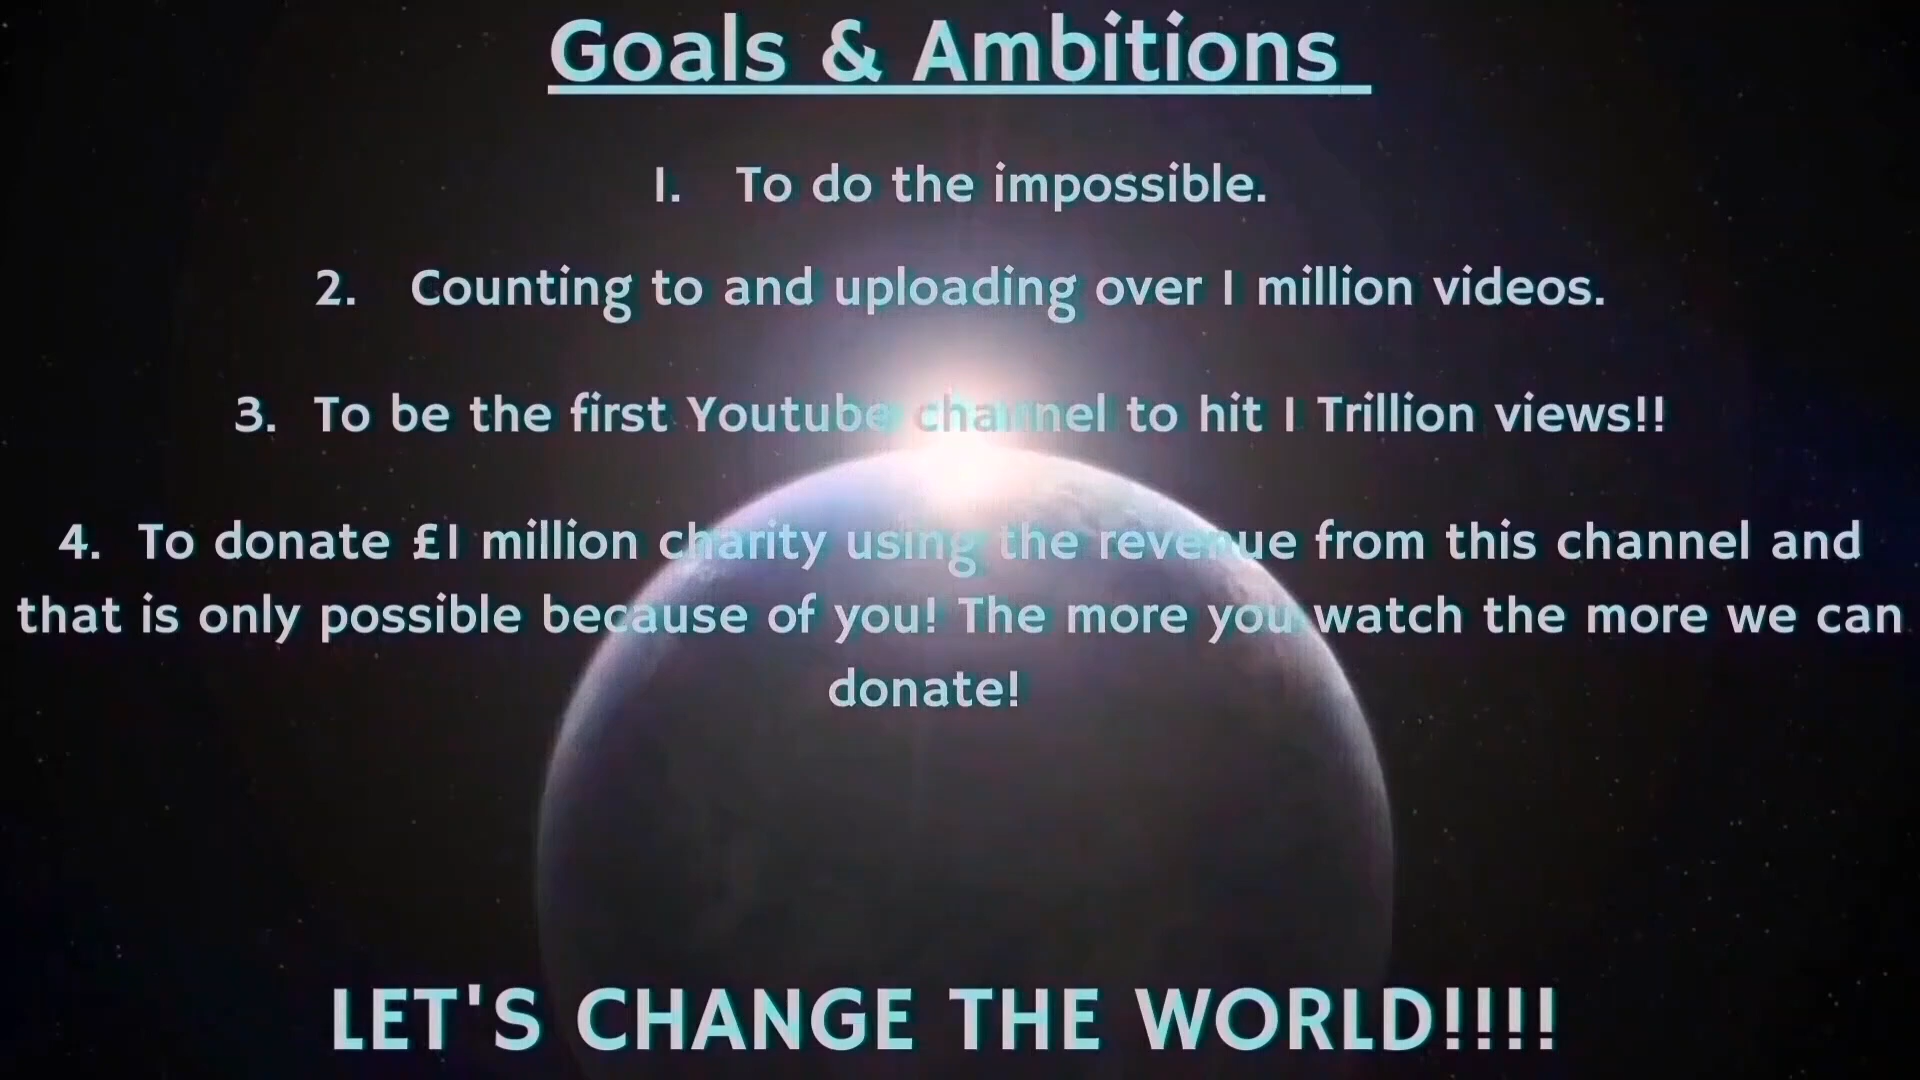 Goals & Ambitions
1. To do the impossible.
2. Counting to and uploading over 1 million videos.
3. To be the first Youtube channel to hit 1 Trillion views!!
4. To donate £1 million charity using the revenue from this channel and
that is only possible because of you! The more you watch the more we can
donate!
LET'S CHANGE THE WORLD!!!!